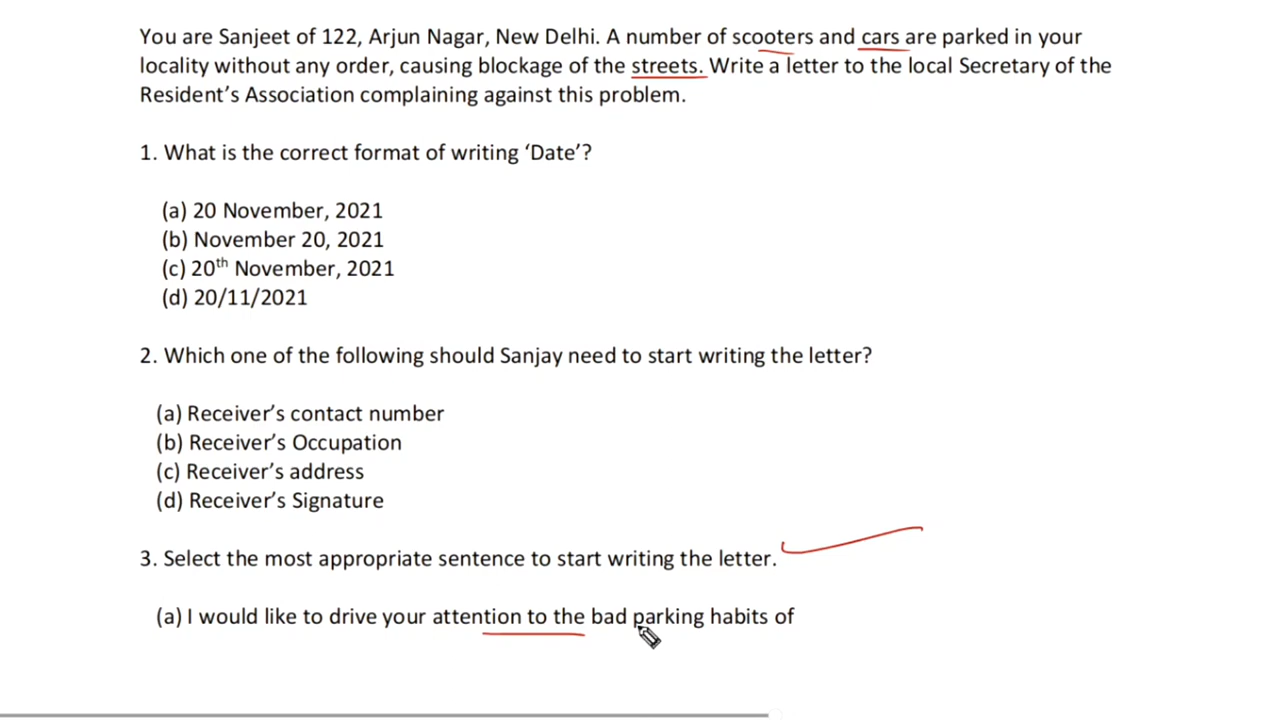 You are Sanjeet of 122, Arjun Nagar, New Delhi. A number of scooters and cars are parked in your
locality without any order, causing blockage of the streets. Write a letter to the local Secretary of the
Resident’s Association complaining against this problem.
1. What is the correct format of writing ‘Date’?
(a) 20 November, 2021
(b) November 20, 2021
(c) 20th November, 2021
(d) 20/11/2021
2. Which one of the following should Sanjay need to start writing the letter?
(a) Receiver’s contact number
(b) Receiver’s Occupation
(c) Receiver’s address
(d) Receiver’s Signature
3. Select the most appropriate sentence to start writing the letter.
(a) I would like to drive your attention to the bad parking habits of